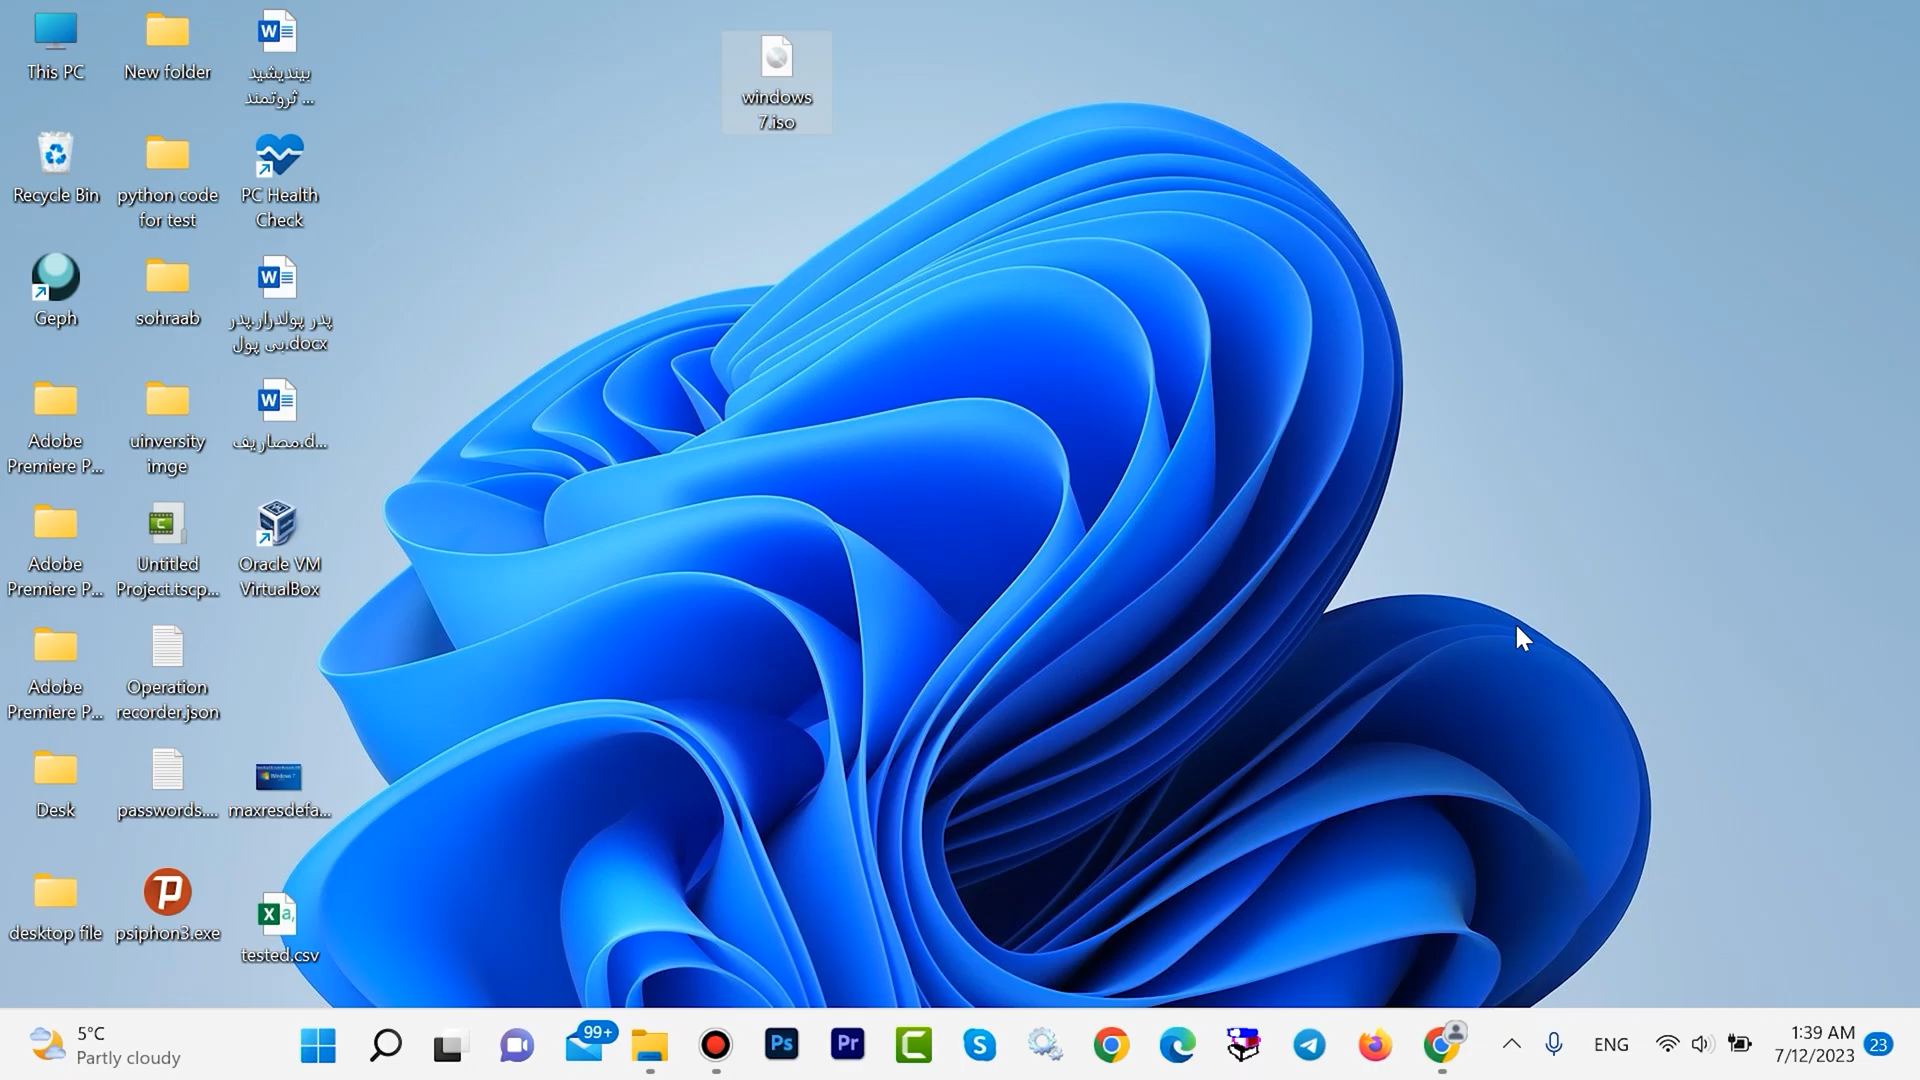 This PC
New folder
بیندیشید
ثروتمند ...
windows
7.iso
Recycle Bin
python code
for test
PC Health
Check
Geph
sohraab
پدر پولدار.پدر
بی پول.docx
Adobe
Premiere P...
uinversity
imge
مصاریف.d...
Adobe
Premiere P...
Untitled
Project.tscp...
Oracle VM
VirtualBox
Adobe
Premiere P...
Operation
recorder.json
Desk
passwords....
maxresdefa...
desktop file
psiphon3.exe
tested.csv
5°C
Partly cloudy
99+
Ps
Pr
ENG
1:39 AM
7/12/2023
23